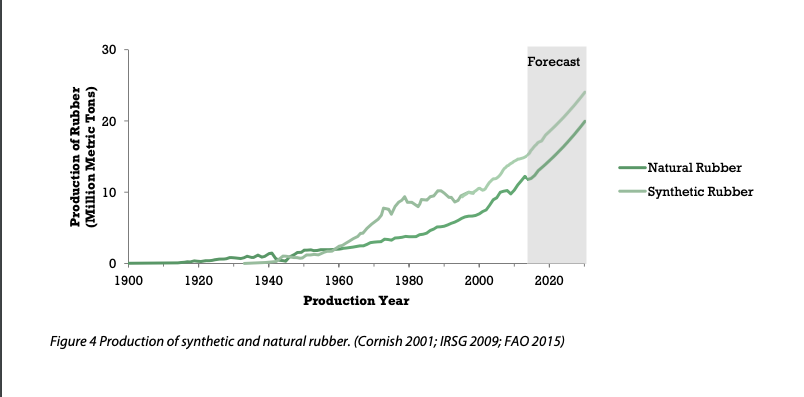 30
Forecast
Production of Rubber
(Million Metric Tons)
20
Natural Rubber
Synthetic Rubber
10
0
1900
1920
1940
1960
1980
2000
2020
Production Year
Figure 4 Production of synthetic and natural rubber. (Cornish 2001; IRSG 2009; FAO 2015)